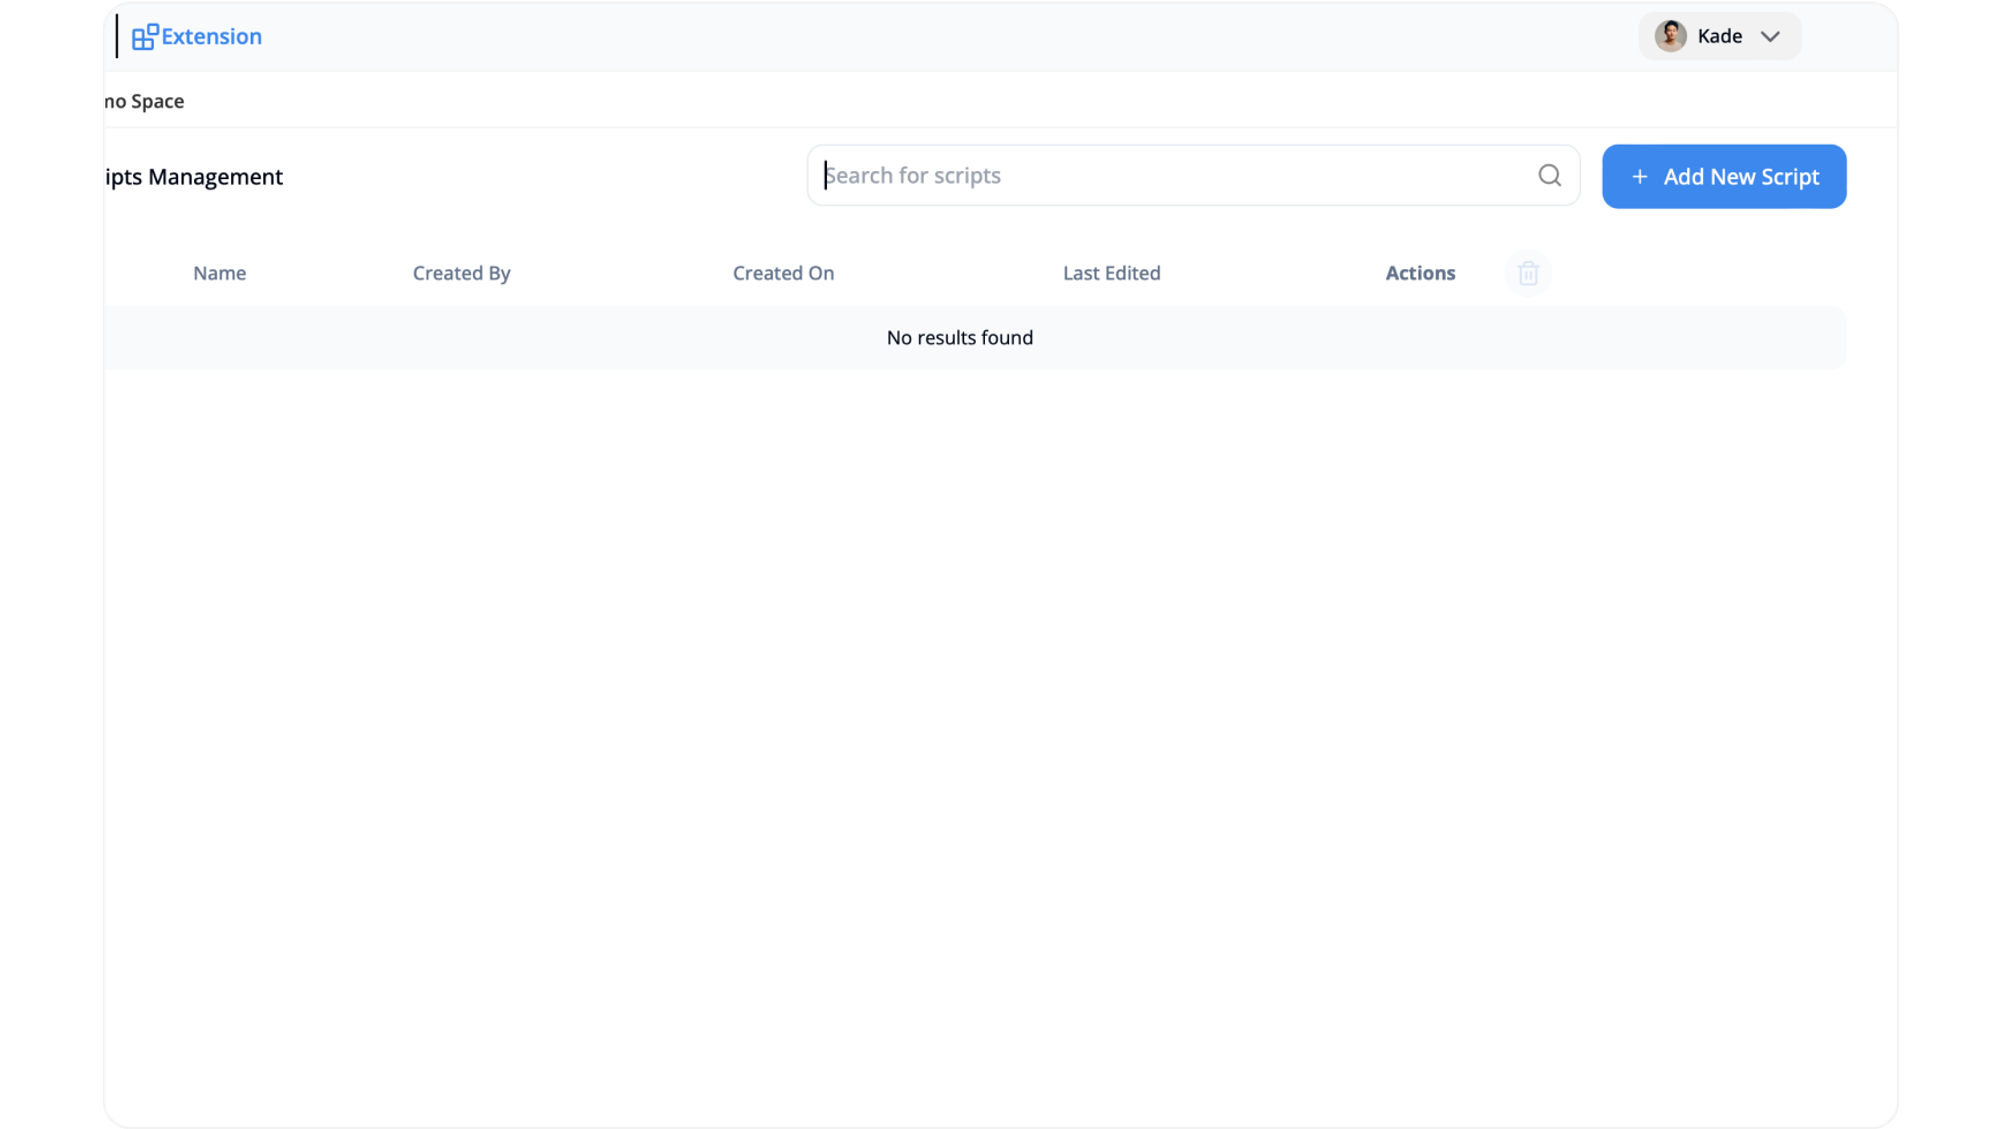 Extension
Kade
mo Space
ipts Management
Search for scripts
+ Add New Script
Name
Created By
Created On
Last Edited
Actions
No results found